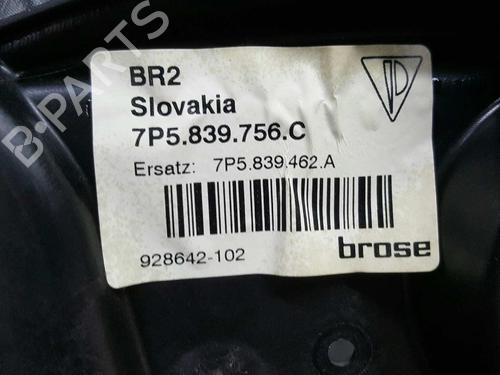 B-PARTS
BR2
Slovakia
7P5.839.756.C
Ersatz: 7P5.839.462.A
928642-102
brose